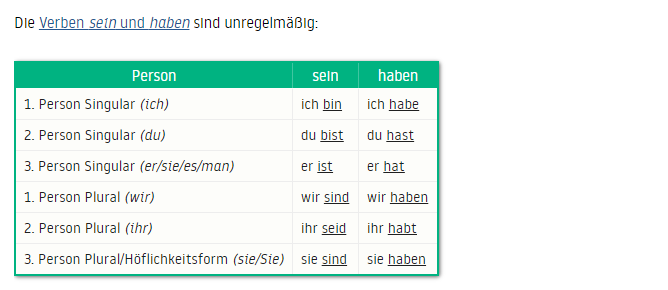 Die Verben sein und haben sind unregelmäßig:
Person sein haben
1. Person Singular (ich) ich bin ich habe
2. Person Singular (du) du bist du hast
3. Person Singular (er/sie/es/man) er ist er hat
1. Person Plural (wir) wir sind wir haben
2. Person Plural (ihr) ihr seid ihr habt
3. Person Plural/Höflichkeitsform (sie/Sie) sie sind sie haben